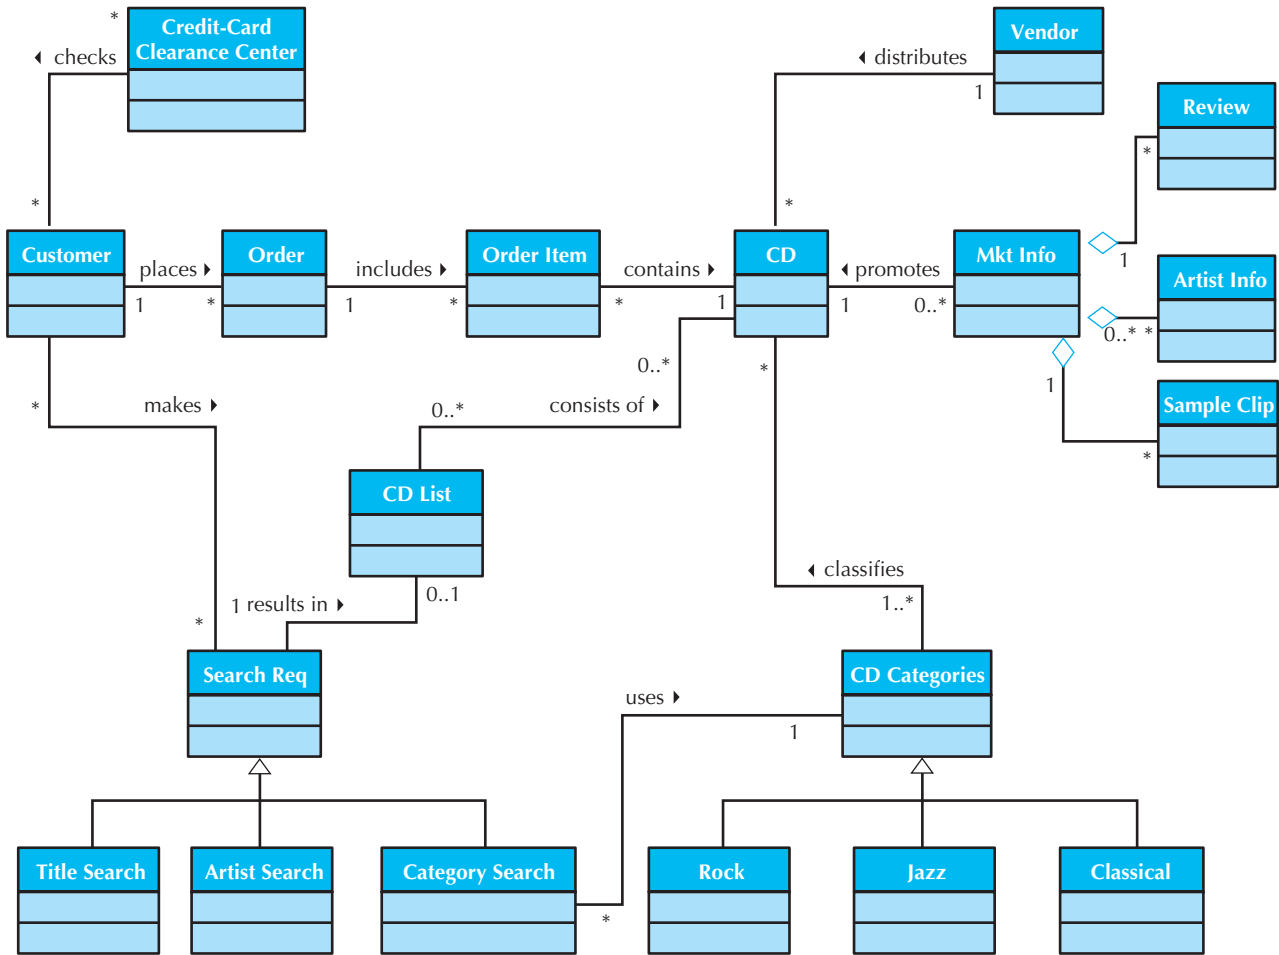 *
Credit-Card
Clearance Center
checks
*
Vendor
distributes
1
*
Review
*
1
Customer
places
1
*
Order
includes
1
*
Order Item
contains
*
1
CD
promotes
1
0..*
Mkt Info
Artist Info
0..*
*
Sample Clip
1
*
*
makes
*
0..*
consists of
0..*
*
CD List
0..1
1
results in
classifies
1..*
Search Req
CD Categories
uses
1
*
Title Search
Artist Search
Category Search
Rock
Jazz
Classical